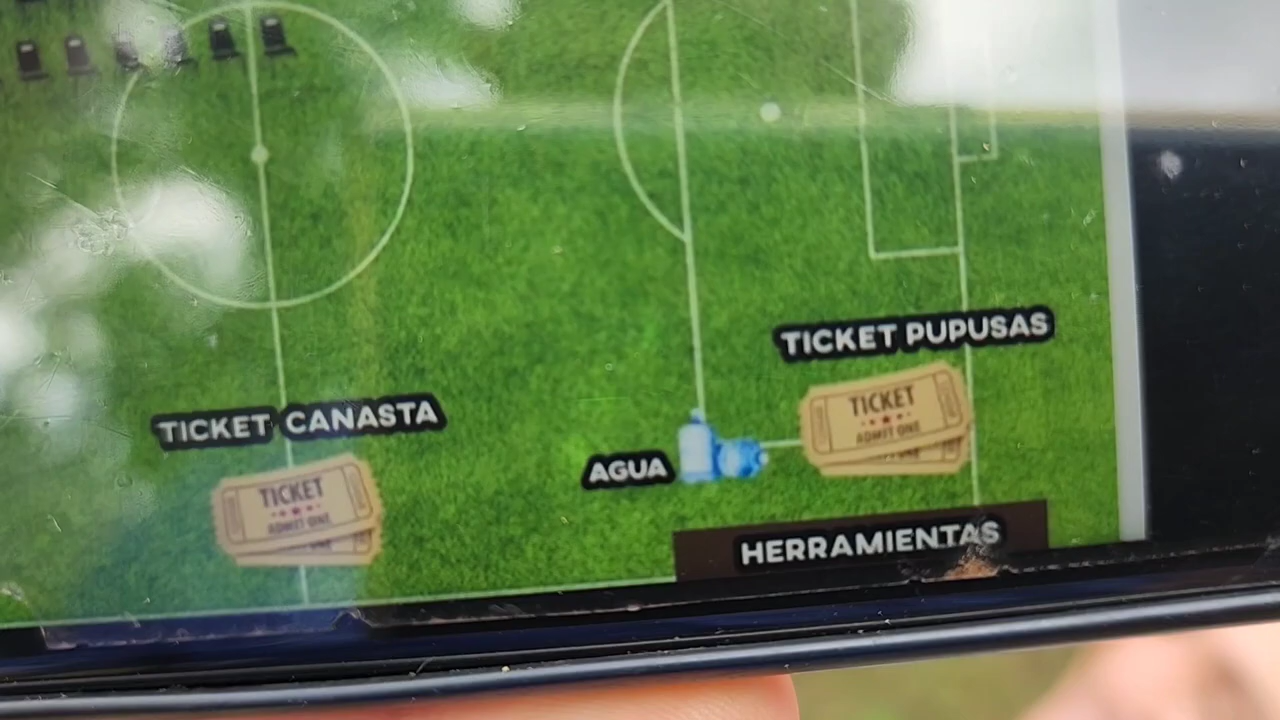 TICKET PUPUSAS
TICKET
ADMIT ONE
TICKET CANASTA
AGUA
TICKET
ADMIT ONE
HERRAMIENTAS